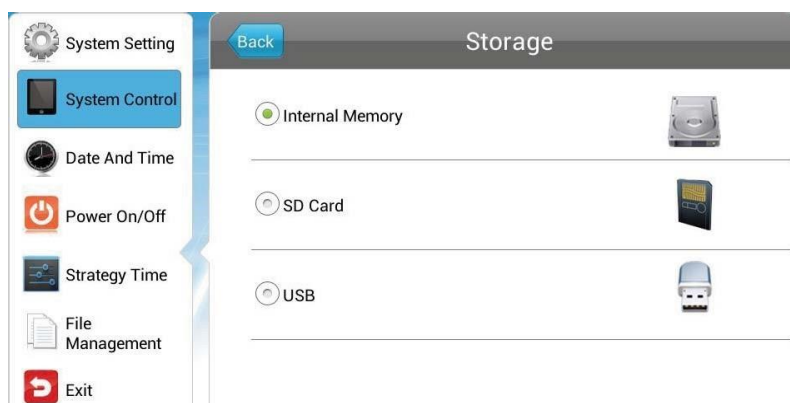 System Setting
System Control
Date And Time
Power On/Off
Strategy Time
File
Management
Exit
Back
Storage
Internal Memory
SD Card
USB